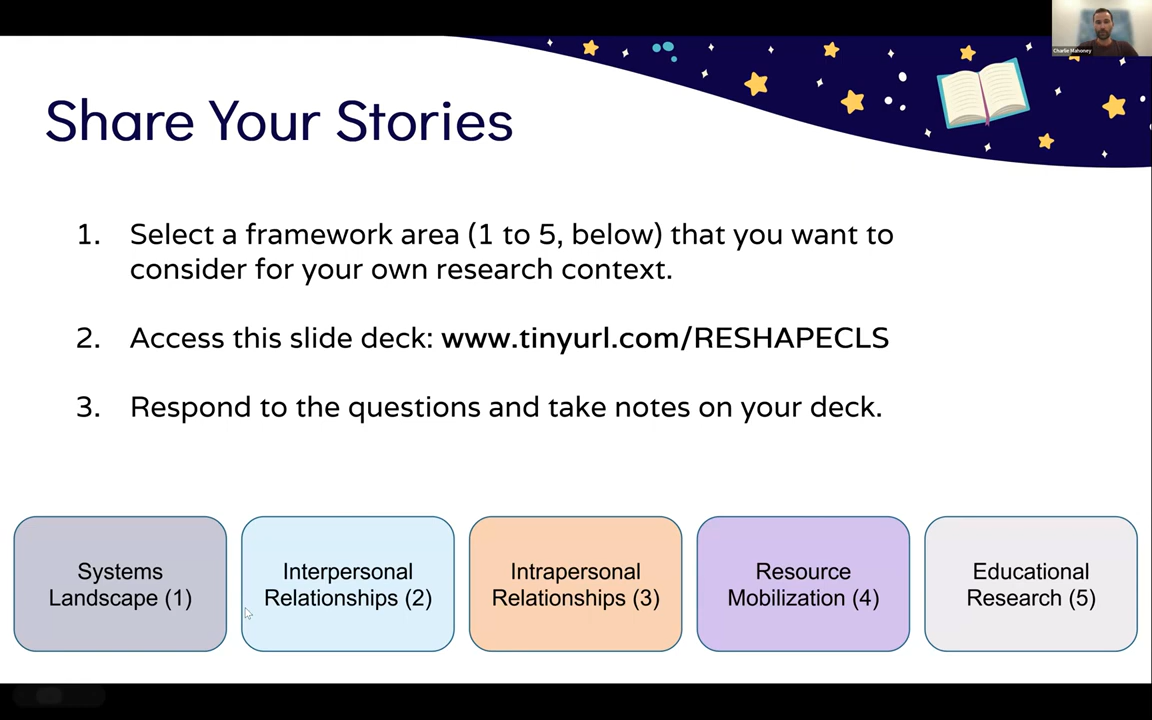 Charlie Mahoney
Share Your Stories
1. Select a framework area (1 to 5, below) that you want to
consider for your own research context.
2. Access this slide deck: www.tinyurl.com/RESHAPECLS
3. Respond to the questions and take notes on your deck.
Systems
Landscape (1)
Interpersonal
Relationships (2)
Intrapersonal
Relationships (3)
Resource
Mobilization (4)
Educational
Research (5)